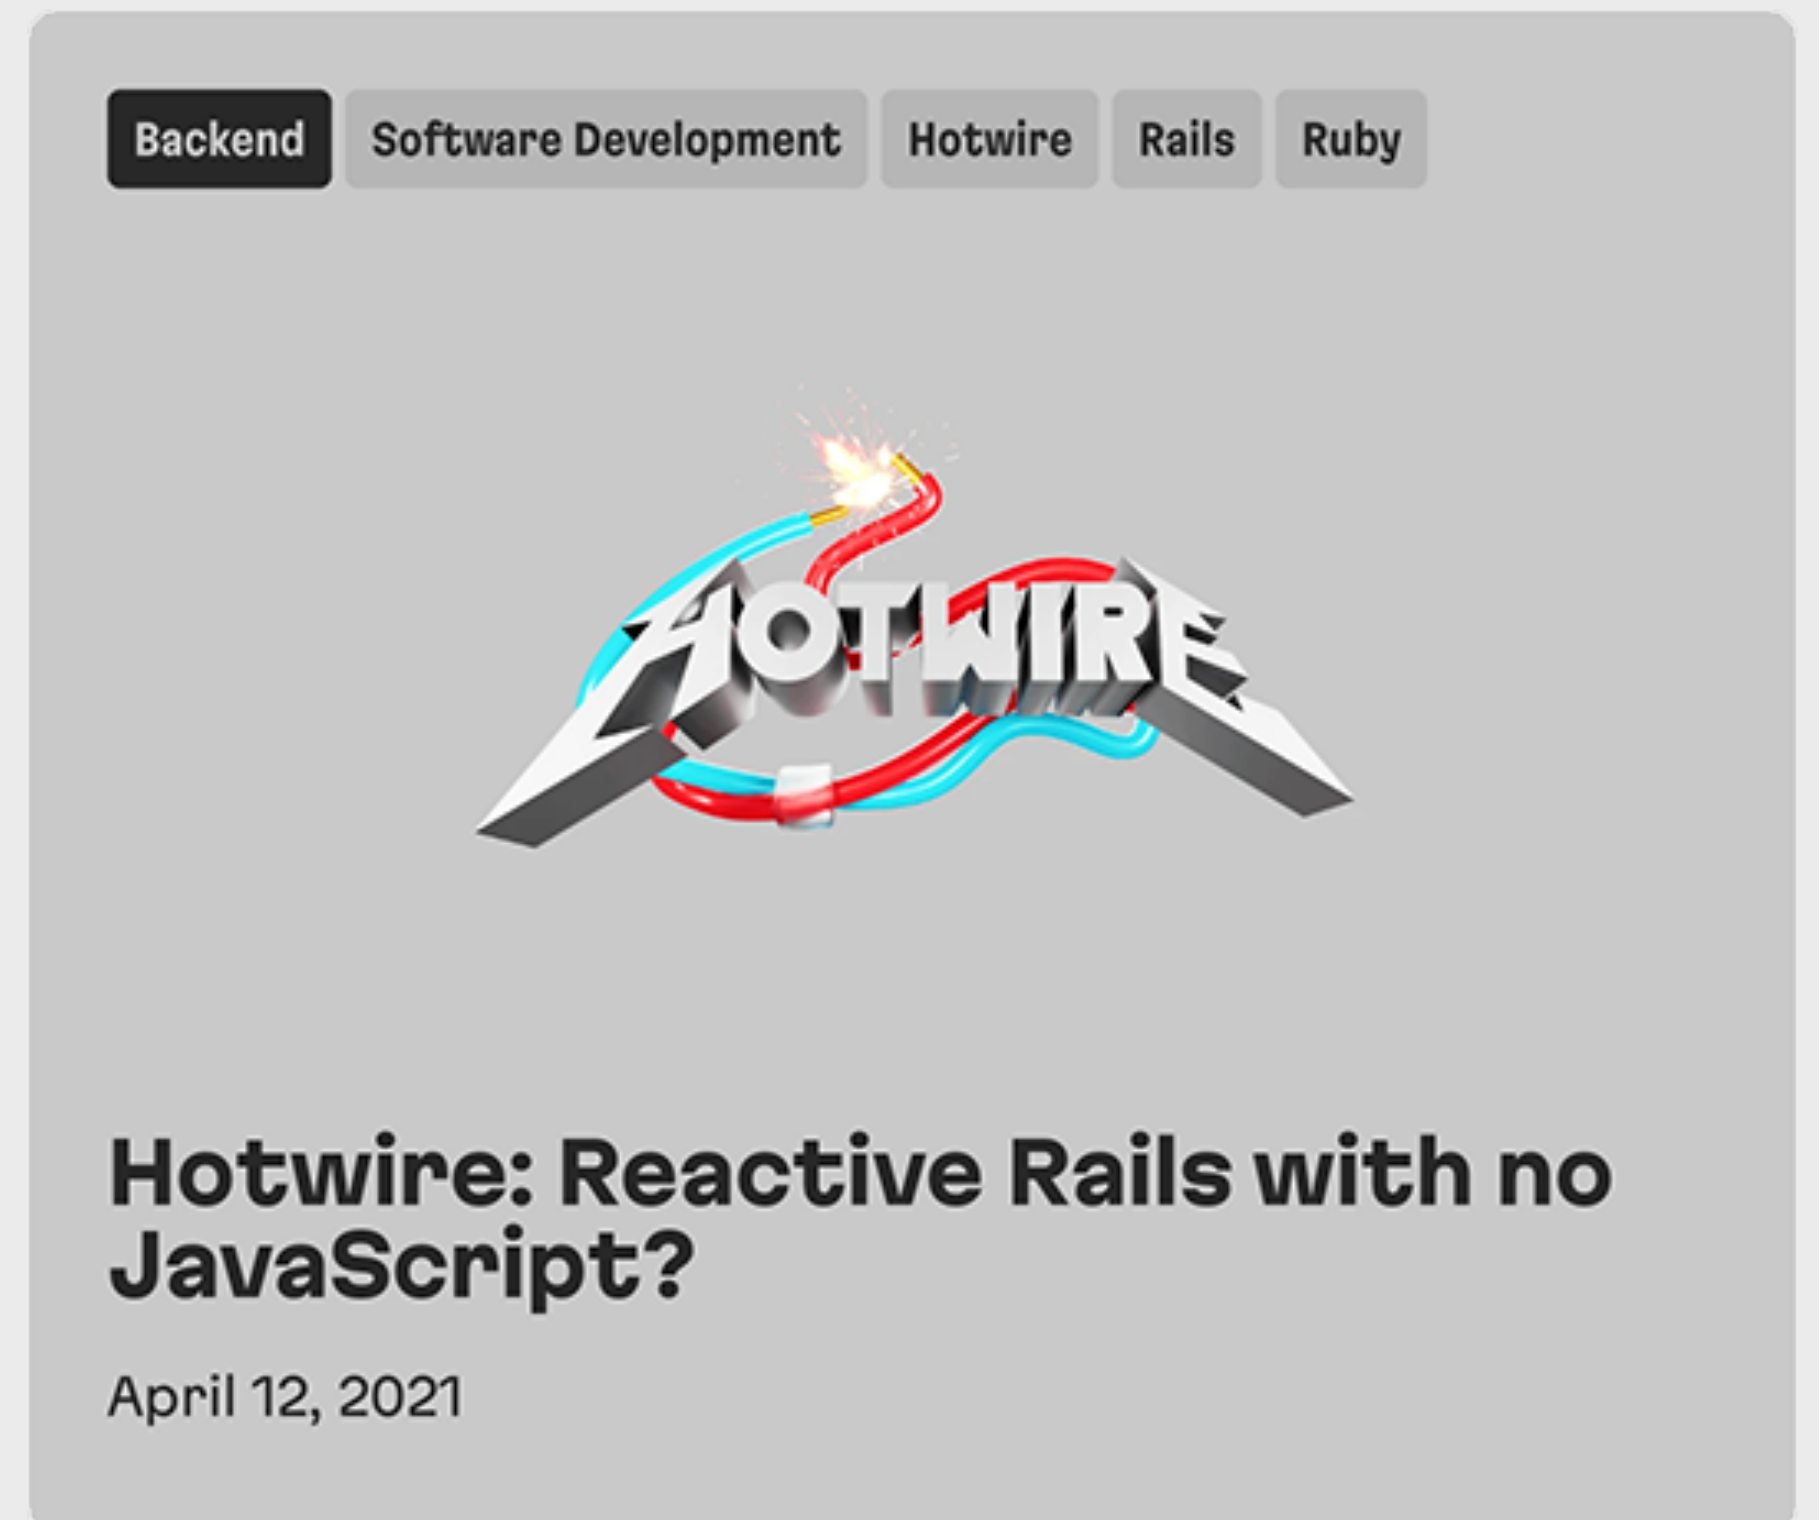 Backend Software Development Hotwire Rails Ruby
HOTWIRE
Hotwire: Reactive Rails with no
JavaScript?
April 12, 2021